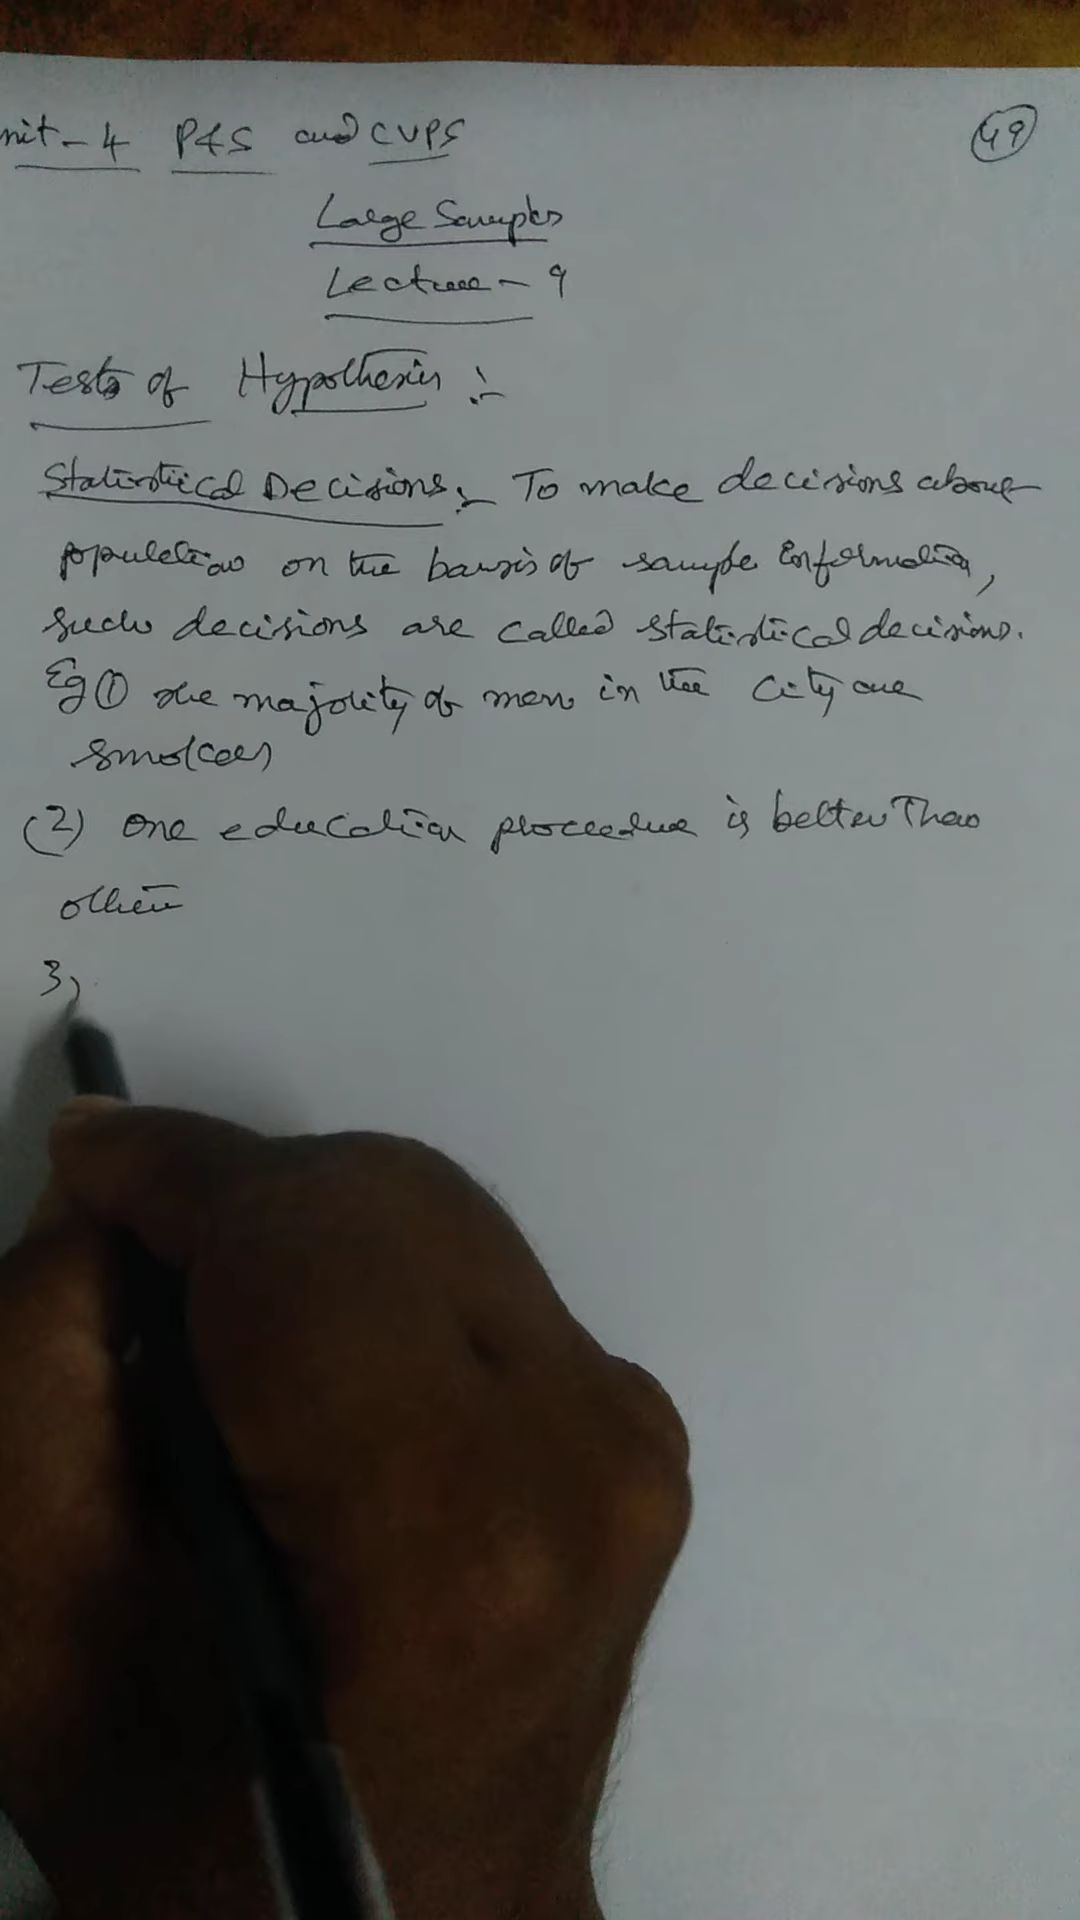 nit - 4 P&S and CVPS
49
Large Samples
Lecture - 9
Tests of Hypothesis :-
Statistical Decisions :- To make decisions about
population on the basis of sample information,
such decisions are called statistical decisions.
Eg ① the majority of men in the city are
smokers
(2) one education procedure is better than
other
3)